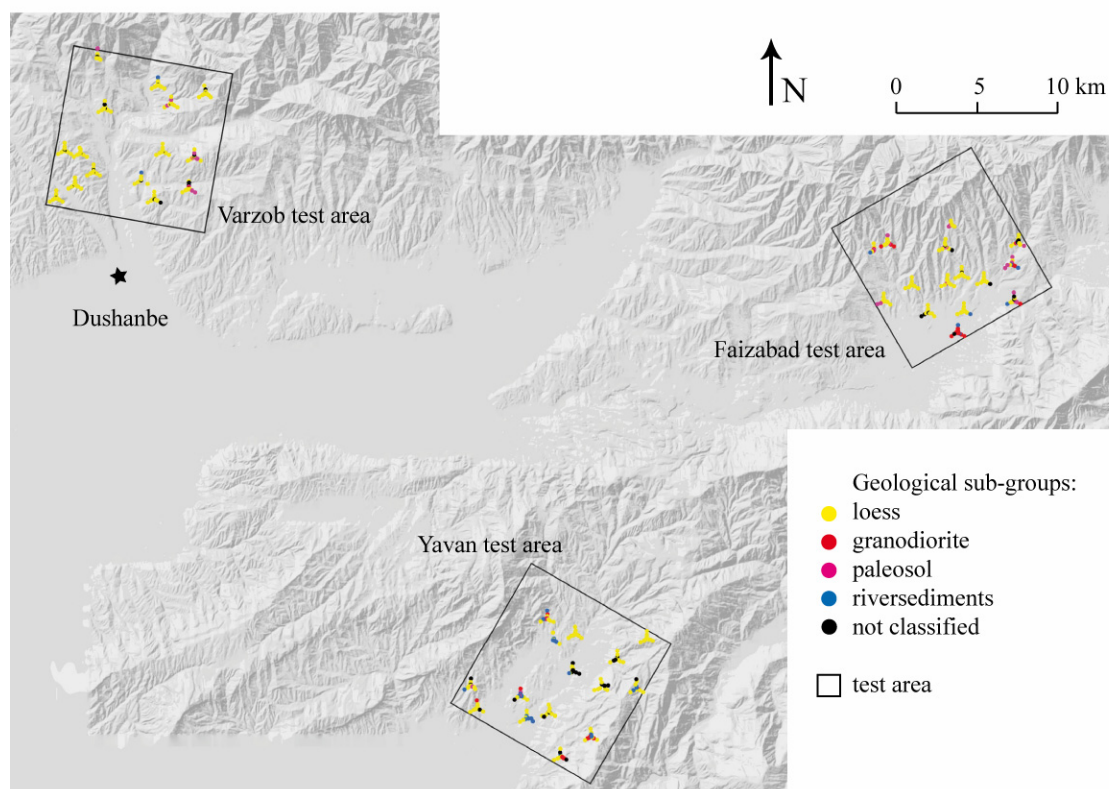 N
0 5 10 km
Varzob test area
Dushanbe
Faizabad test area
Yavan test area
Geological sub-groups:
loess
granodiorite
paleosol
riversediments
not classified
test area